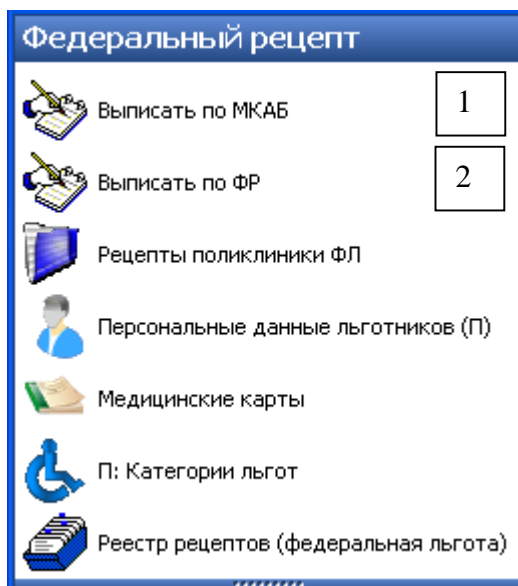 Федеральный рецепт
Выписать по МКАБ 1
Выписать по ФР 2
Рецепты поликлиники ФЛ
Персональные данные льготников (П)
Медицинские карты
П: Категории льгот
Реестр рецептов (федеральная льгота)